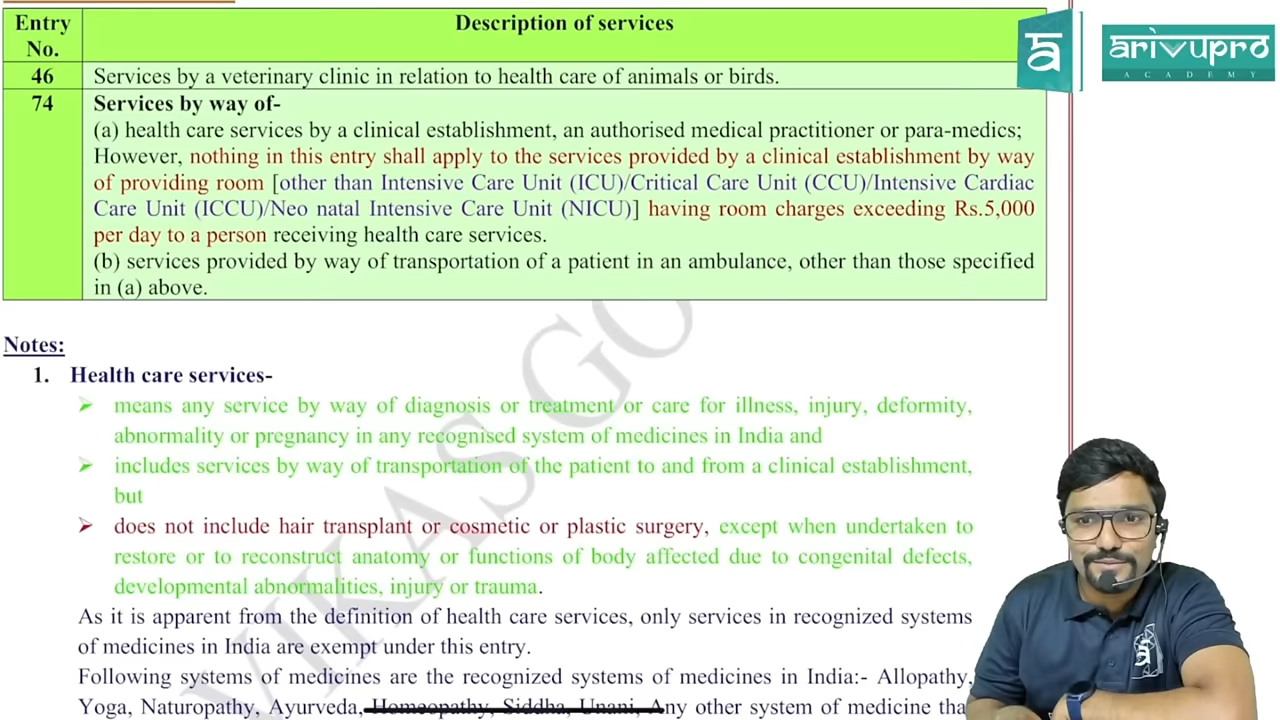 Entry No.
Description of services
46
Services by a veterinary clinic in relation to health care of animals or birds.
74
Services by way of-
(a) health care services by a clinical establishment, an authorised medical practitioner or para-medics;
However, nothing in this entry shall apply to the services provided by a clinical establishment by way
of providing room [other than Intensive Care Unit (ICU)/Critical Care Unit (CCU)/Intensive Cardiac
Care Unit (ICCU)/Neo natal Intensive Care Unit (NICU)] having room charges exceeding Rs.5,000
per day to a person receiving health care services.
(b) services provided by way of transportation of a patient in an ambulance, other than those specified
in (a) above.
arivupro
ACADEMY
Notes:
1. Health care services-
means any service by way of diagnosis or treatment or care for illness, injury, deformity,
abnormality or pregnancy in any recognised system of medicines in India and
includes services by way of transportation of the patient to and from a clinical establishment,
but
does not include hair transplant or cosmetic or plastic surgery, except when undertaken to
restore or to reconstruct anatomy or functions of body affected due to congenital defects,
developmental abnormalities, injury or trauma.
As it is apparent from the definition of health care services, only services in recognized systems
of medicines in India are exempt under this entry.
Following systems of medicines are the recognized systems of medicines in India:- Allopathy,
Yoga, Naturopathy, Ayurveda, Homeopathy, Siddha, Unani, Any other system of medicine tha
VIKAS GO